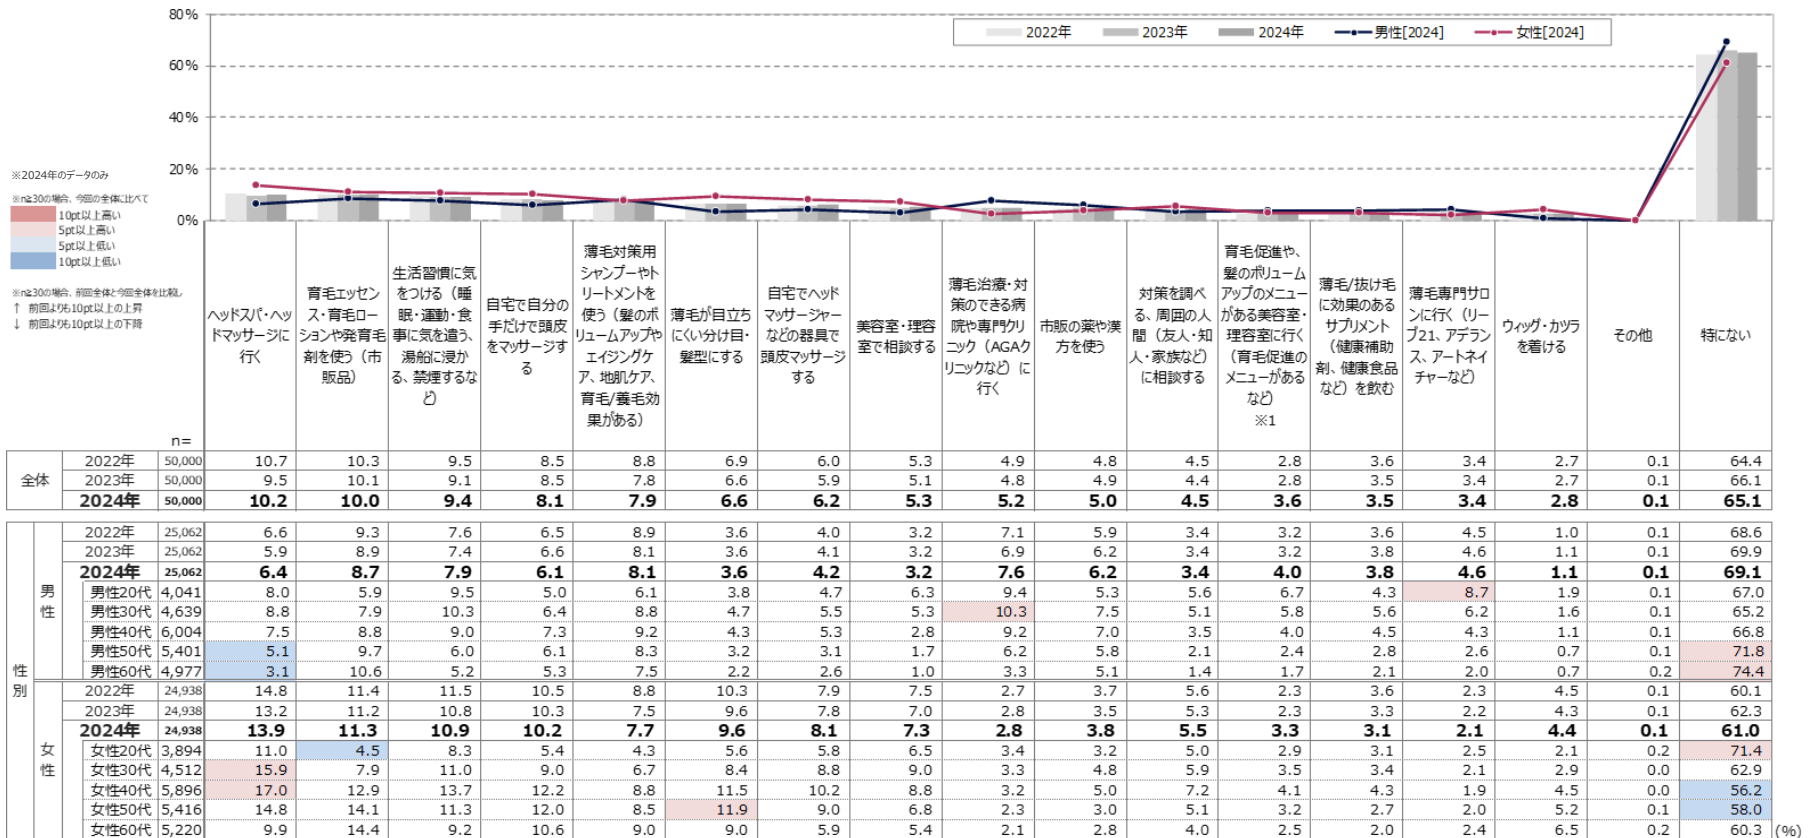 80%
60%
40%
20%
0%
2022年 2023年 2024年 男性[2024] 女性[2024]
※2024年のデータのみ
※n≧30の場合、今回の全体に比べて
10pt以上高い
5pt以上高い
5pt以上低い
10pt以上低い
※n≧30の場合、前回全体と今回全体を比較し
↑ 前回よりも10pt以上の上昇
↓ 前回よりも10pt以上の下降
n=
ヘッドスパ・ヘッ
ドマッサージに
行く
育毛エッセン
ス・育毛ロー
ションや発育毛
剤を使う（市
販品）
生活習慣に気
をつける（睡
眠・運動・食
事に気を遣う、
湯船に浸か
る、禁煙するな
ど）
自宅で自分の
手だけで頭皮
をマッサージす
る
薄毛対策用
シャンプーやト
リートメントを
使う（髪のボ
リュームアップや
エイジングケ
ア、地肌ケア、
育毛/養毛効
果がある）
薄毛が目立ち
にくい分け目・
髪型にする
自宅でヘッド
マッサージャー
などの器具で
頭皮マッサージ
する
美容室・理容
室で相談する
薄毛治療・対
策のできる病
院や専門クリ
ニック（AGAク
リニックなど）に
行く
市販の薬や漢
方を使う
対策を調べ
る、周囲の人
間（友人・知
人・家族など）
に相談する
育毛促進や、
髪のボリューム
アップのメニュー
がある美容室・
理容室に行く
（育毛促進の
メニューがある
など）
※1
薄毛/抜け毛
に効果のある
サプリメント
（健康補助
剤、健康食品
など）を飲む
薄毛専門サロ
ンに行く（リー
ブ21、アデラン
ス、アートネイ
チャーなど）
ウィッグ・カツラ
を着ける
その他
特にない
全体
2022年 50,000 10.7 10.3 9.5 8.5 8.8 6.9 6.0 5.3 4.9 4.8 4.5 2.8 3.6 3.4 2.7 0.1 64.4
2023年 50,000 9.5 10.1 9.1 8.5 7.8 6.6 5.9 5.1 4.8 4.9 4.4 2.8 3.5 3.4 2.7 0.1 66.1
2024年 50,000 10.2 10.0 9.4 8.1 7.9 6.6 6.2 5.3 5.2 5.0 4.5 3.6 3.5 3.4 2.8 0.1 65.1
性別
男性
2022年 25,062 6.6 9.3 7.6 6.5 8.9 3.6 4.0 3.2 7.1 5.9 3.4 3.2 3.6 4.5 1.0 0.1 68.6
2023年 25,062 5.9 8.9 7.4 6.6 8.1 3.6 4.1 3.2 6.9 6.2 3.4 3.2 3.8 4.6 1.1 0.1 69.9
2024年 25,062 6.4 8.7 7.9 6.1 8.1 3.6 4.2 3.2 7.6 6.2 3.4 4.0 3.8 4.6 1.1 0.1 69.1
男性20代 4,041 8.0 5.9 9.5 5.0 6.1 3.8 4.7 6.3 9.4 5.3 5.6 6.7 4.3 8.7 1.9 0.1 67.0
男性30代 4,639 8.8 7.9 10.3 6.4 8.8 4.7 5.5 5.3 10.3 7.5 5.1 5.8 5.6 6.2 1.6 0.1 65.2
男性40代 6,004 7.5 8.8 9.0 7.3 9.2 4.3 5.3 2.8 9.2 7.0 3.5 4.0 4.5 4.3 1.1 0.1 66.8
男性50代 5,401 5.1 9.7 6.0 6.1 8.3 3.2 3.1 1.7 6.2 5.8 2.1 2.4 2.8 2.6 0.7 0.1 71.8
男性60代 4,977 3.1 10.6 5.2 5.3 7.5 2.2 2.6 1.0 3.3 5.1 1.4 1.7 2.1 2.0 0.7 0.2 74.4
女性
2022年 24,938 14.8 11.4 11.5 10.5 8.8 10.3 7.9 7.5 2.7 3.7 5.6 2.3 3.6 2.3 4.5 0.1 60.1
2023年 24,938 13.2 11.2 10.8 10.3 7.5 9.6 7.8 7.0 2.8 3.5 5.3 2.3 3.3 2.2 4.3 0.1 62.3
2024年 24,938 13.9 11.3 10.9 10.2 7.7 9.6 8.1 7.3 2.8 3.8 5.5 3.3 3.1 2.1 4.4 0.1 61.0
女性20代 3,894 11.0 4.5 8.3 5.4 4.3 5.6 5.8 6.5 3.4 3.2 5.0 2.9 3.1 2.5 2.1 0.2 71.4
女性30代 4,512 15.9 7.9 11.0 9.0 6.7 8.4 8.8 9.0 3.3 4.8 5.9 3.5 3.4 2.1 2.9 0.0 62.9
女性40代 5,896 17.0 12.9 13.7 12.2 8.8 11.5 10.2 8.8 3.2 5.0 7.2 4.1 4.3 1.9 4.5 0.0 56.2
女性50代 5,416 14.8 14.1 11.3 12.0 8.5 11.9 9.0 6.8 2.3 3.0 5.1 3.2 2.7 2.0 5.2 0.1 58.0
女性60代 5,220 9.9 14.4 9.2 10.6 9.0 9.0 5.9 5.4 2.1 2.8 4.0 2.5 2.0 2.4 6.5 0.2 60.3 (%)